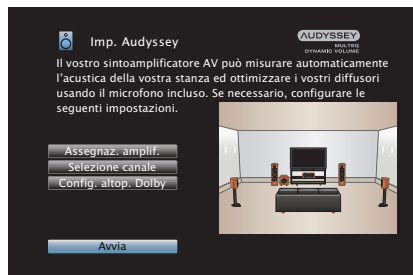 Imp. Audyssey
AUDYSSEY
MULTEQ
DYNAMIC VOLUME
Il vostro sintoamplificatore AV può misurare automaticamente
l'acustica della vostra stanza ed ottimizzare i vostri diffusori
usando il microfono incluso. Se necessario, configurare le
seguenti impostazioni.
Assegnaz. amplif.
Selezione canale
Config. altop. Dolby
Avvia